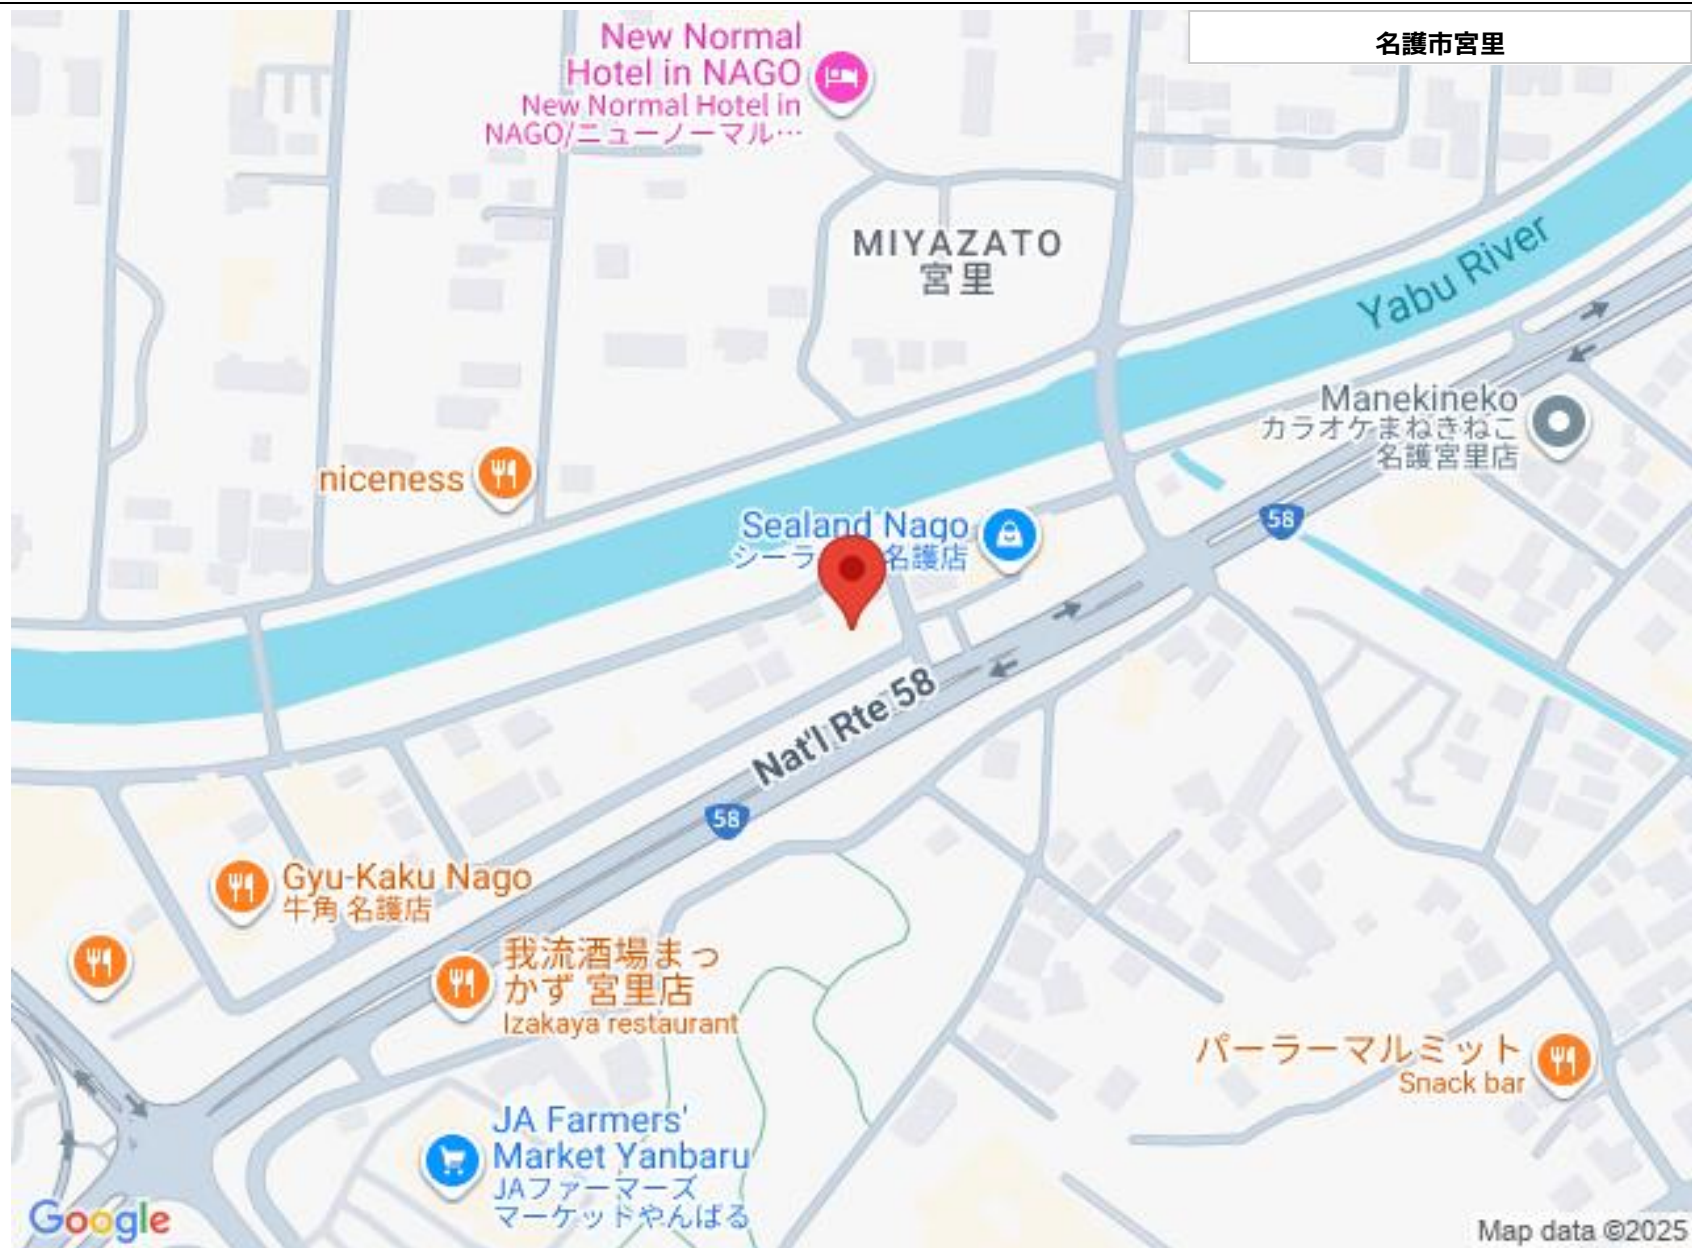 名護市宮里
New Normal
Hotel in NAGO
New Normal Hotel in
NAGO/ニューノーマル…
MIYAZATO
宮里
Yabu River
Manekineko
カラオケまねきねこ
名護宮里店
niceness
58
Sealand Nago
シーラ
名護店
Nat'l Rte 58
58
Gyu-Kaku Nago
牛角 名護店
我流酒場まっ
かず 宮里店
Izakaya restaurant
パーラーマルミット
Snack bar
JA Farmers'
Market Yanbaru
JAファーマーズ
マーケットやんばる
Google
Map data ©2025